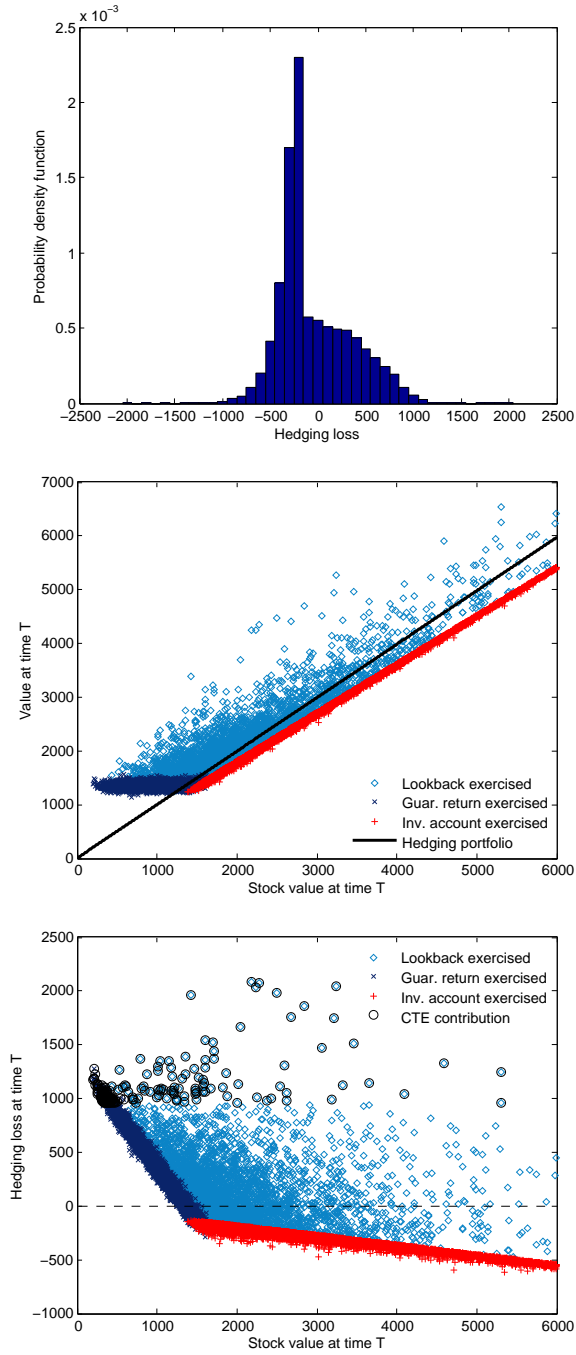 x 10⁻³
2.5
2
1.5
1
0.5
0
Probability density function
−2500 −2000 −1500 −1000 −500 0 500 1000 1500 2000 2500
Hedging loss
7000
6000
5000
4000
3000
2000
1000
0
Value at time T
Lookback exercised
Guar. return exercised
Inv. account exercised
Hedging portfolio
0 1000 2000 3000 4000 5000 6000
Stock value at time T
2500
2000
1500
1000
500
0
−500
−1000
Hedging loss at time T
Lookback exercised
Guar. return exercised
Inv. account exercised
CTE contribution
0 1000 2000 3000 4000 5000 6000
Stock value at time T